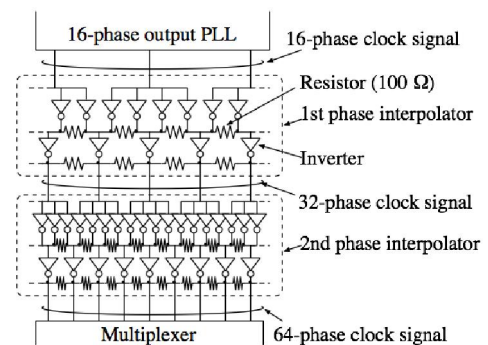 16-phase output PLL
16-phase clock signal
Resistor (100 Ω)
1st phase interpolator
Inverter
32-phase clock signal
2nd phase interpolator
Multiplexer
64-phase clock signal